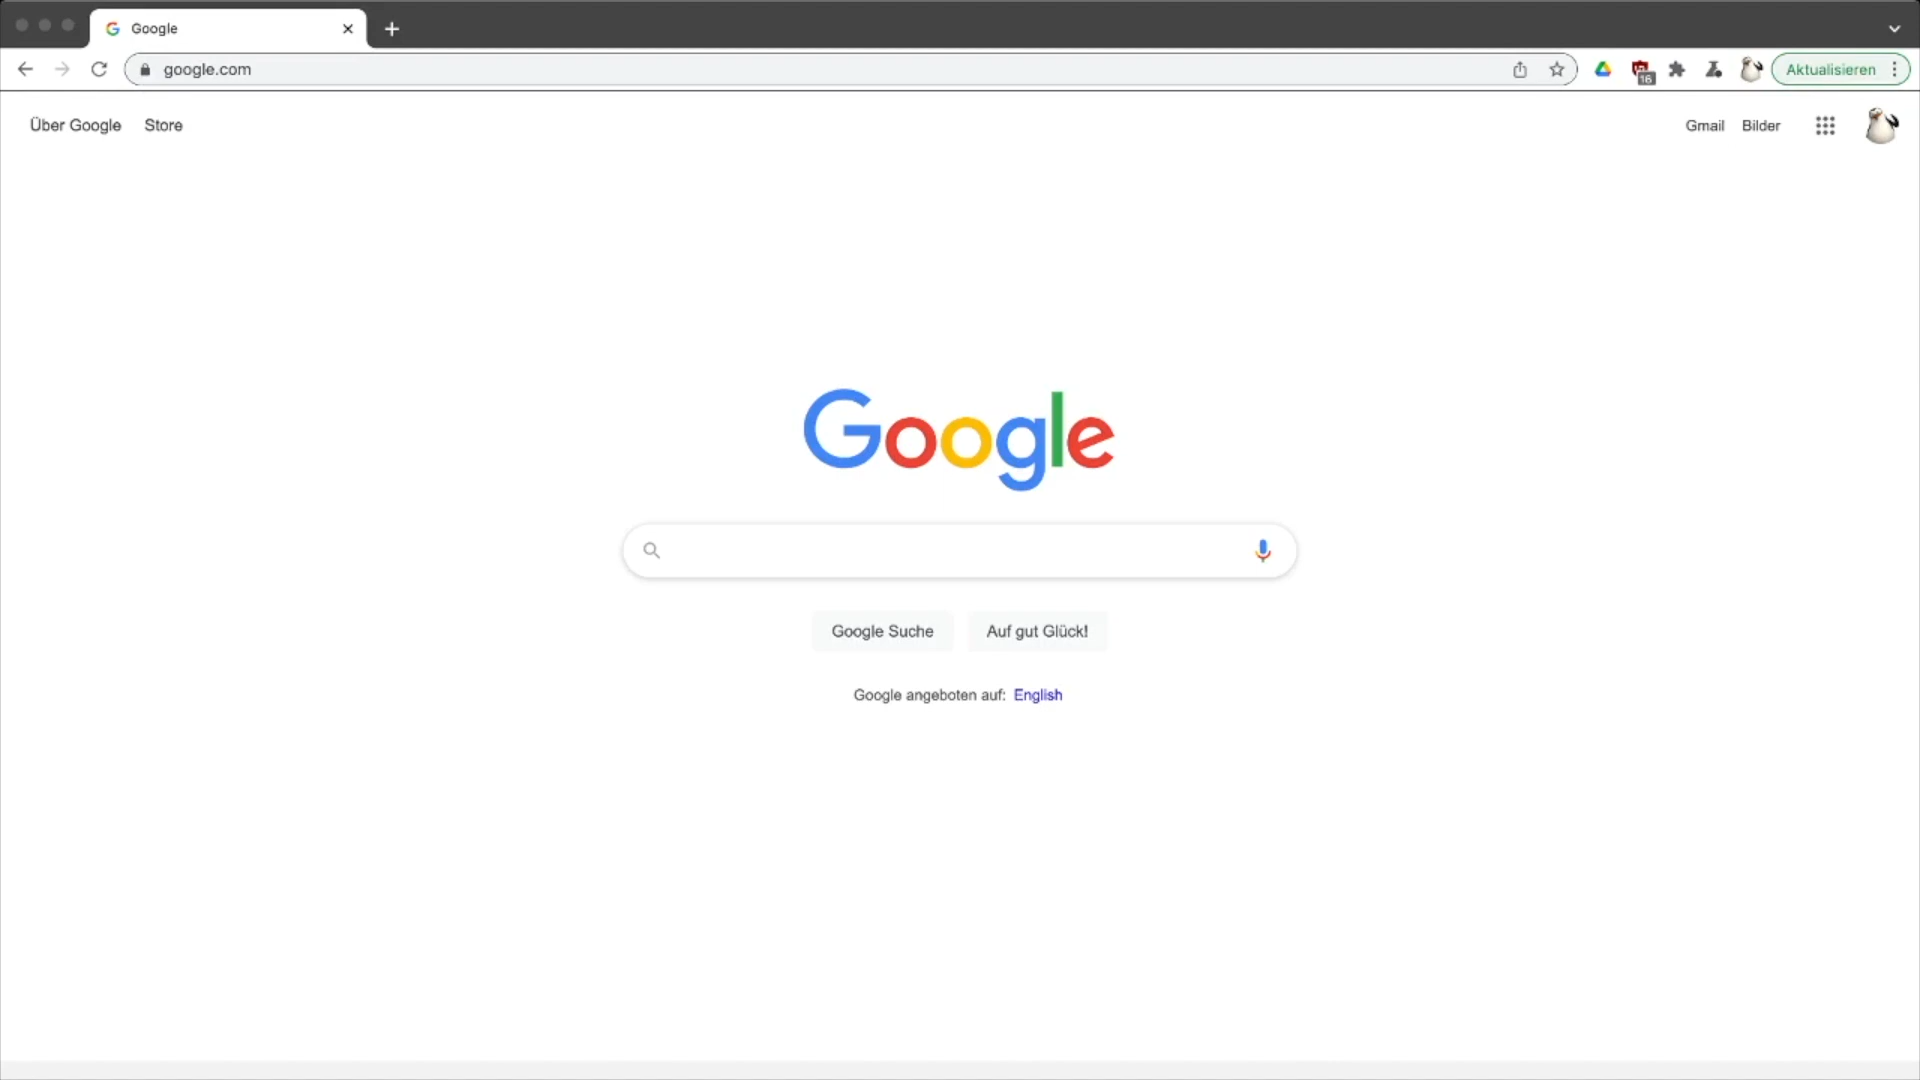 Google
google.com
16
Aktualisieren
Über Google Store
Gmail Bilder
Google
Google Suche Auf gut Glück!
Google angeboten auf: English